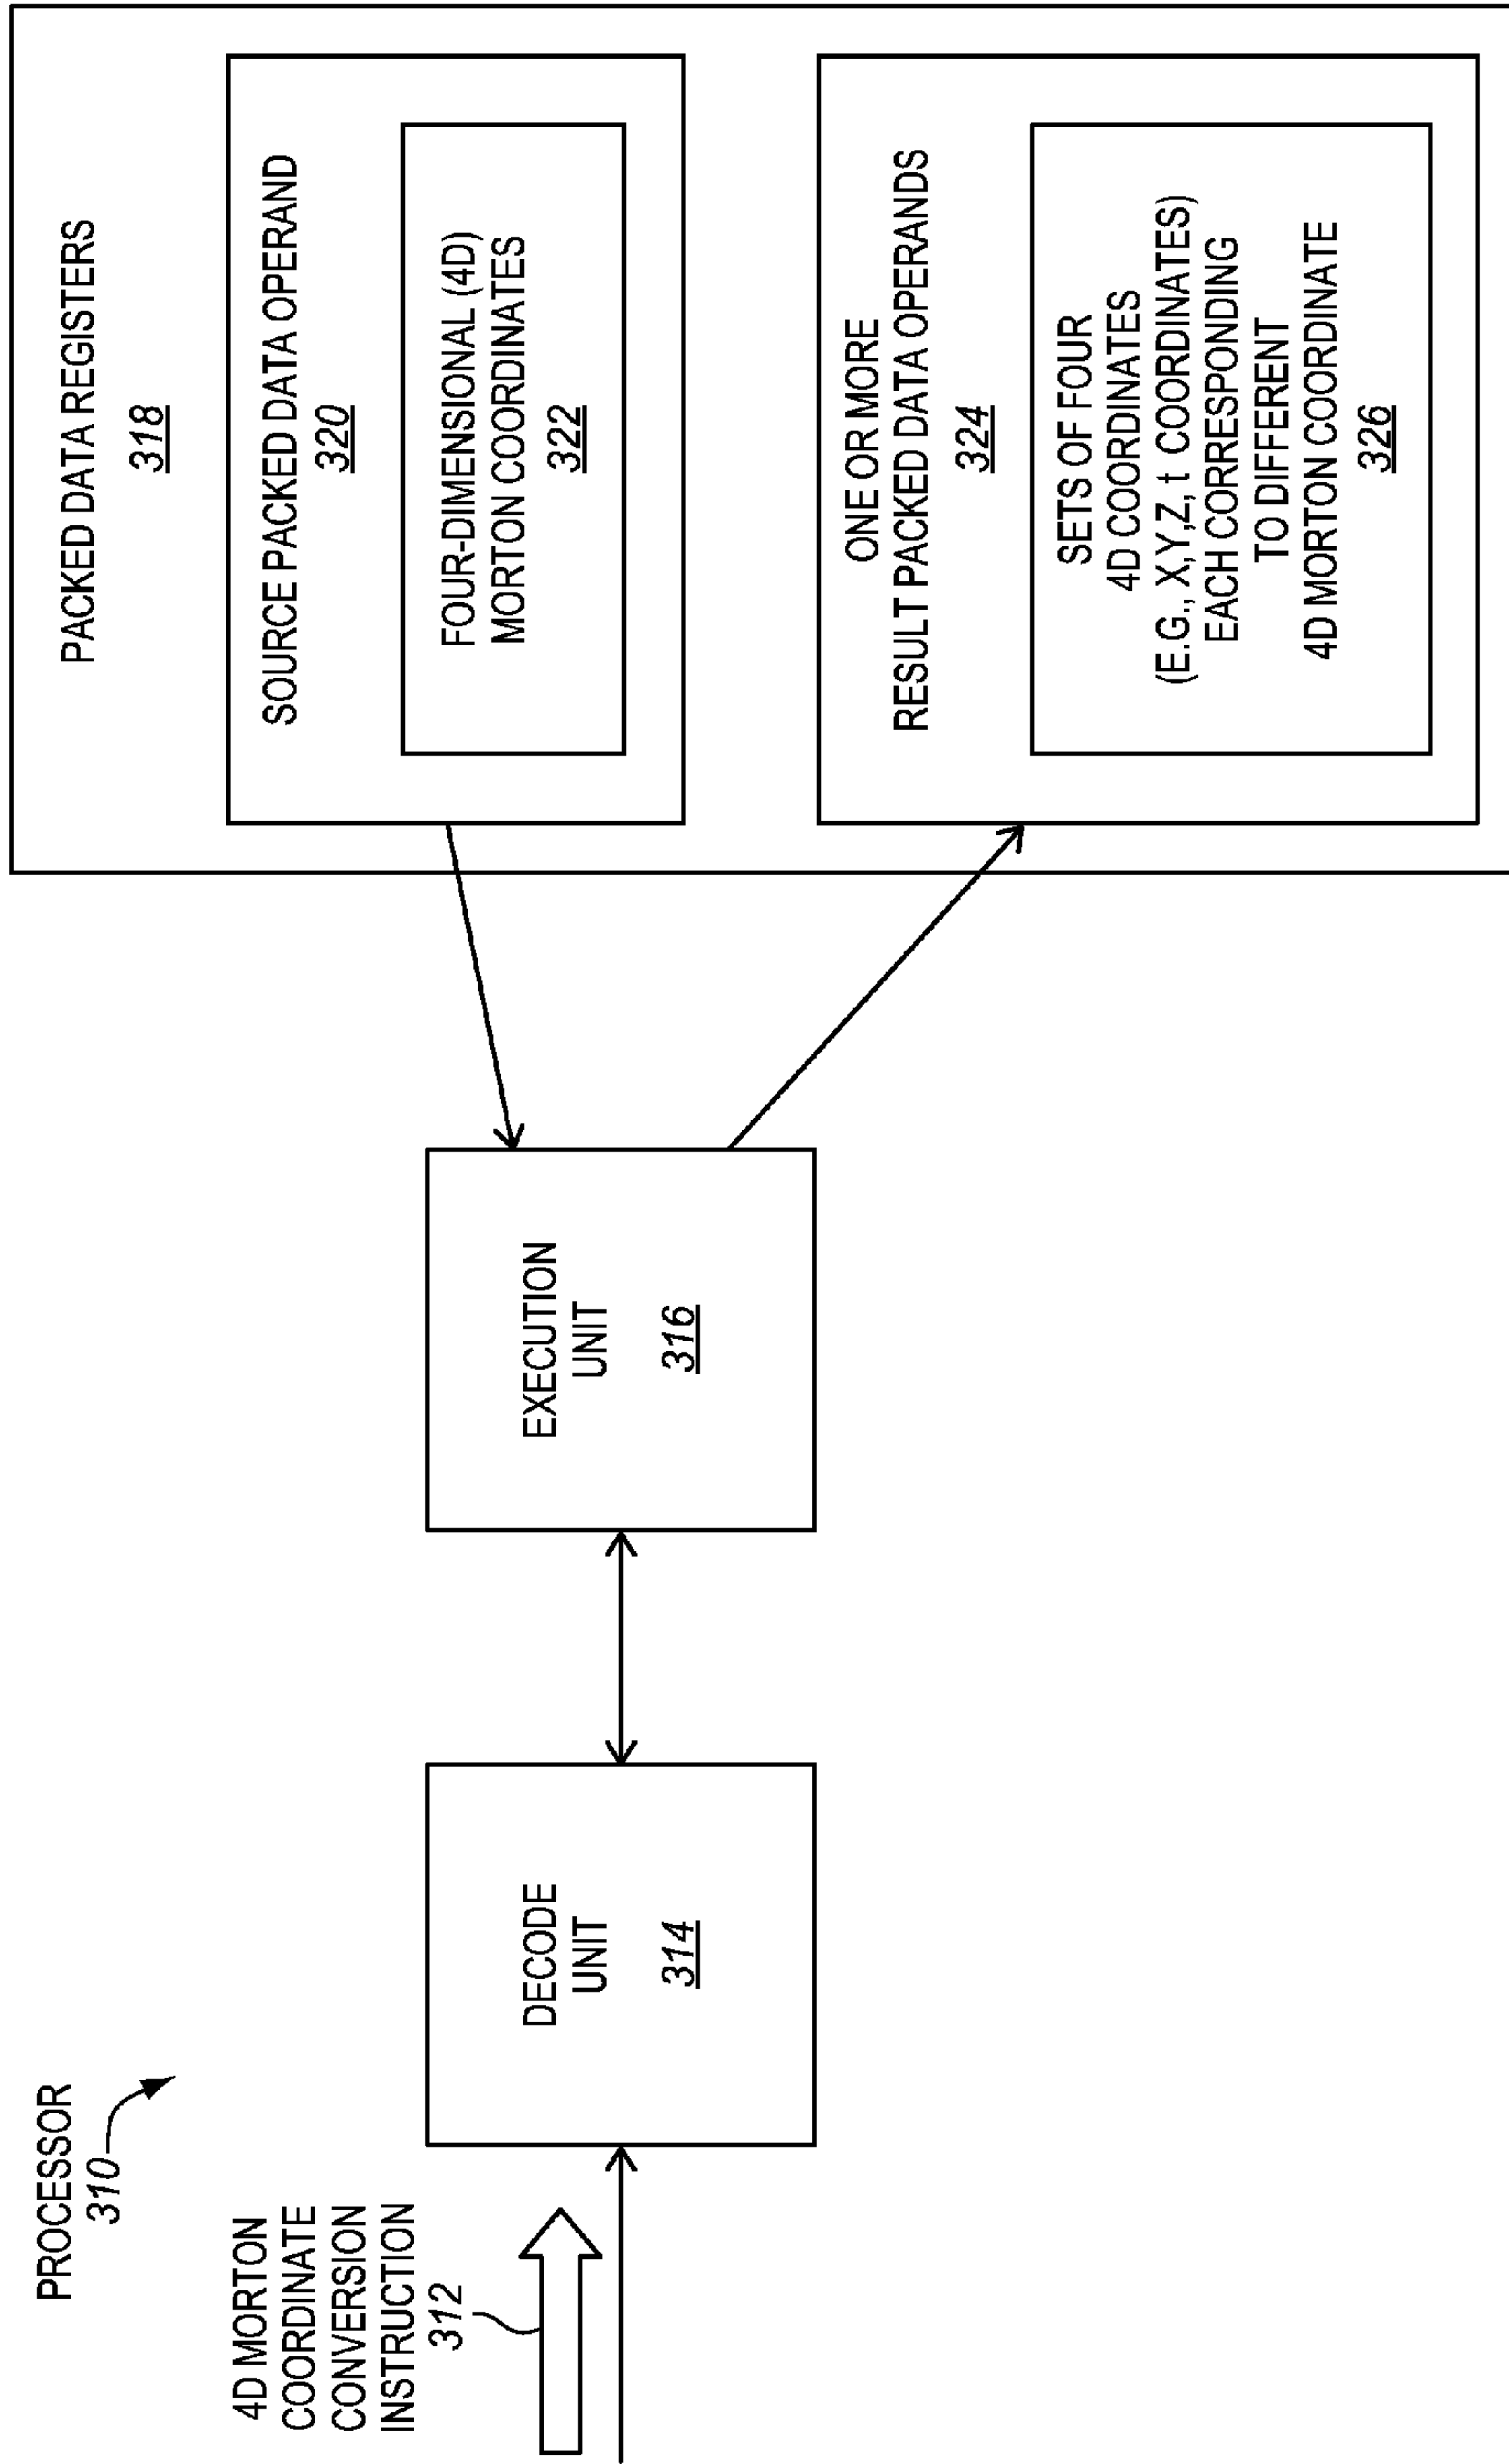 PROCESSOR
310
4D MORTON
COORDINATE
CONVERSION
INSTRUCTION
312
DECODE
UNIT
314
EXECUTION
UNIT
316
PACKED DATA REGISTERS
318
SOURCE PACKED DATA OPERAND
320
FOUR-DIMENSIONAL (4D)
MORTON COORDINATES
322
ONE OR MORE
RESULT PACKED DATA OPERANDS
324
SETS OF FOUR
4D COORDINATES
(E.G., X,Y,Z, t COORDINATES)
EACH CORRESPONDING
TO DIFFERENT
4D MORTON COORDINATE
326